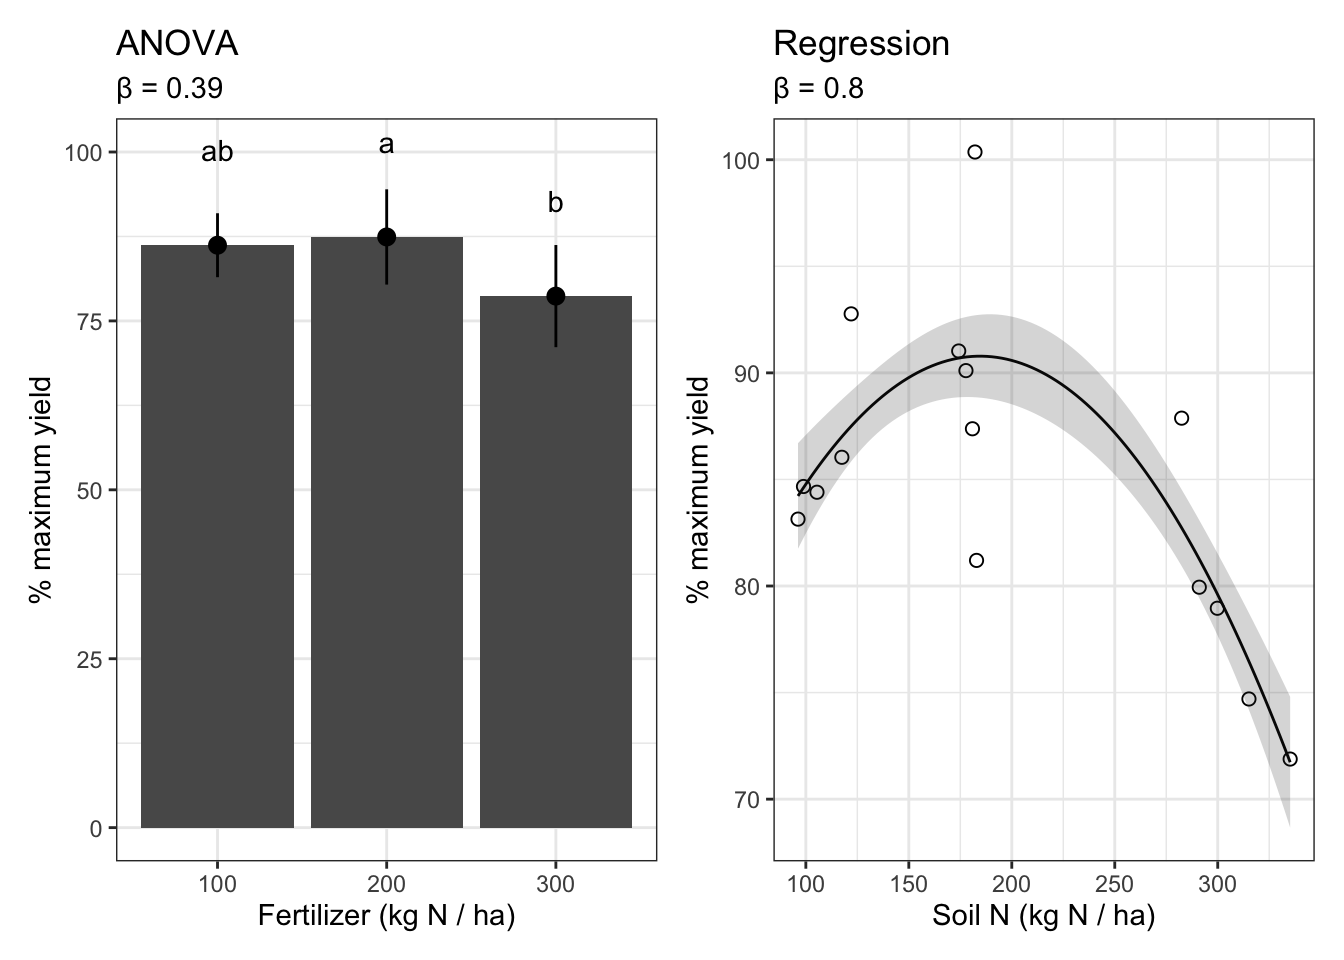 ANOVA
β = 0.39
100
75
50
25
0
% maximum yield
ab
a
b
100 200 300
Fertilizer (kg N / ha)
Regression
β = 0.8
100
90
80
70
% maximum yield
100 150 200 250 300
Soil N (kg N / ha)